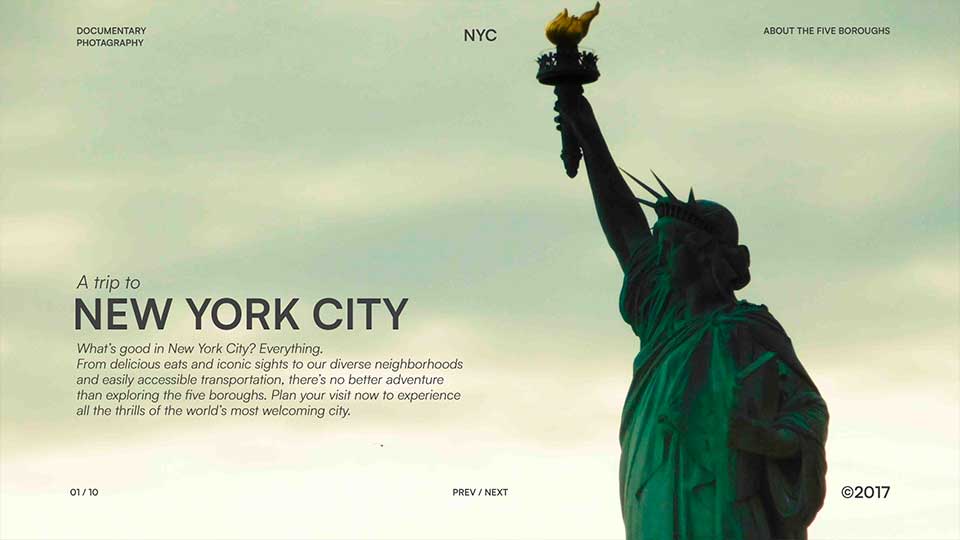 DOCUMENTARY
PHOTAGRAPHY
NYC
ABOUT THE FIVE BOROUGHS
A trip to
NEW YORK CITY
What's good in New York City? Everything.
From delicious eats and iconic sights to our diverse neighborhoods
and easily accessible transportation, there's no better adventure
than exploring the five boroughs. Plan your visit now to experience
all the thrills of the world's most welcoming city.
01 / 10
PREV / NEXT
©2017